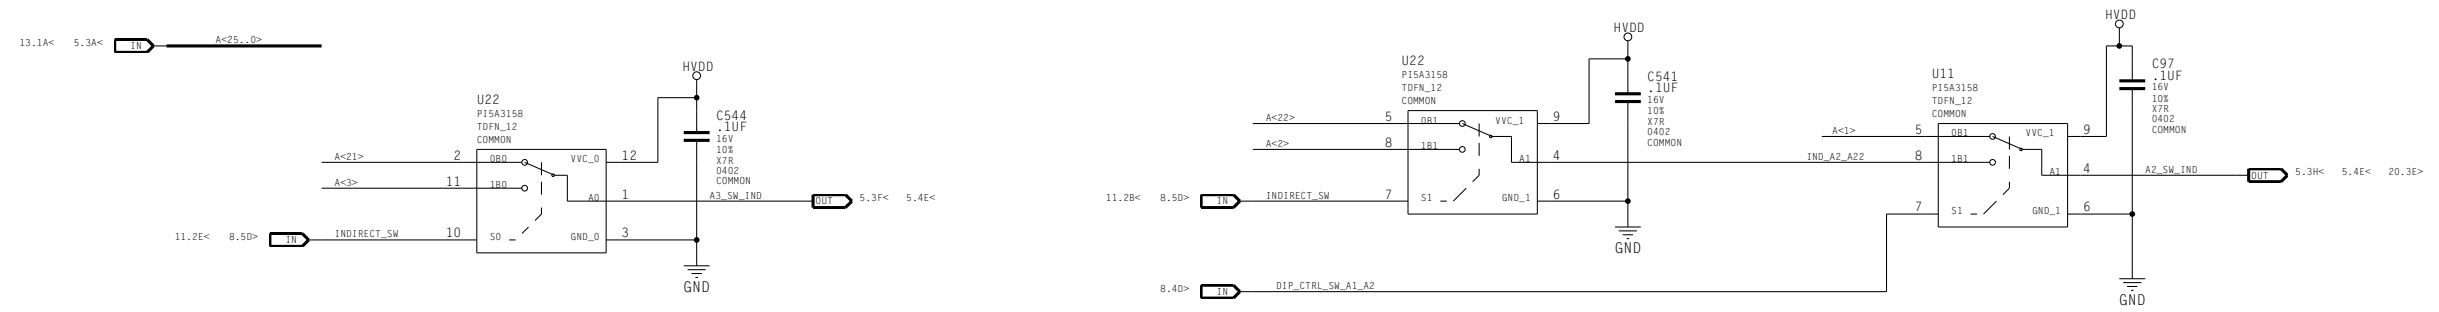 13.1A< 5.3A< IN A<25..0>
HVDD
U22
PI5A3158
TDFN_12
COMMON
C544
.1UF
16V
10%
X7R
0402
COMMON
A<21> 2 0B0 VVC_0 12
A<3> 11 1B0
A0 1 A3_SW_IND OUT 5.3F< 5.4E<
11.2E< 8.5D> IN INDIRECT_SW 10 S0 GND_0 3
GND
HVDD
U22
PI5A3158
TDFN_12
COMMON
C541
.1UF
16V
10%
X7R
0402
COMMON
A<22> 5 0B1 VVC_1 9
A<2> 8 1B1
A1 4 IND_A2_A22
11.2B< 8.5D> IN INDIRECT_SW 7 S1 GND_1 6
GND
8.4D> IN DIP_CTRL_SW_A1_A2
HVDD
U11
PI5A3158
TDFN_12
COMMON
C97
.1UF
16V
10%
X7R
0402
COMMON
A<1> 5 0B1 VVC_1 9
8 1B1
A1 4 A2_SW_IND OUT 5.3H< 5.4E< 20.3E>
7 S1 GND_1 6
GND